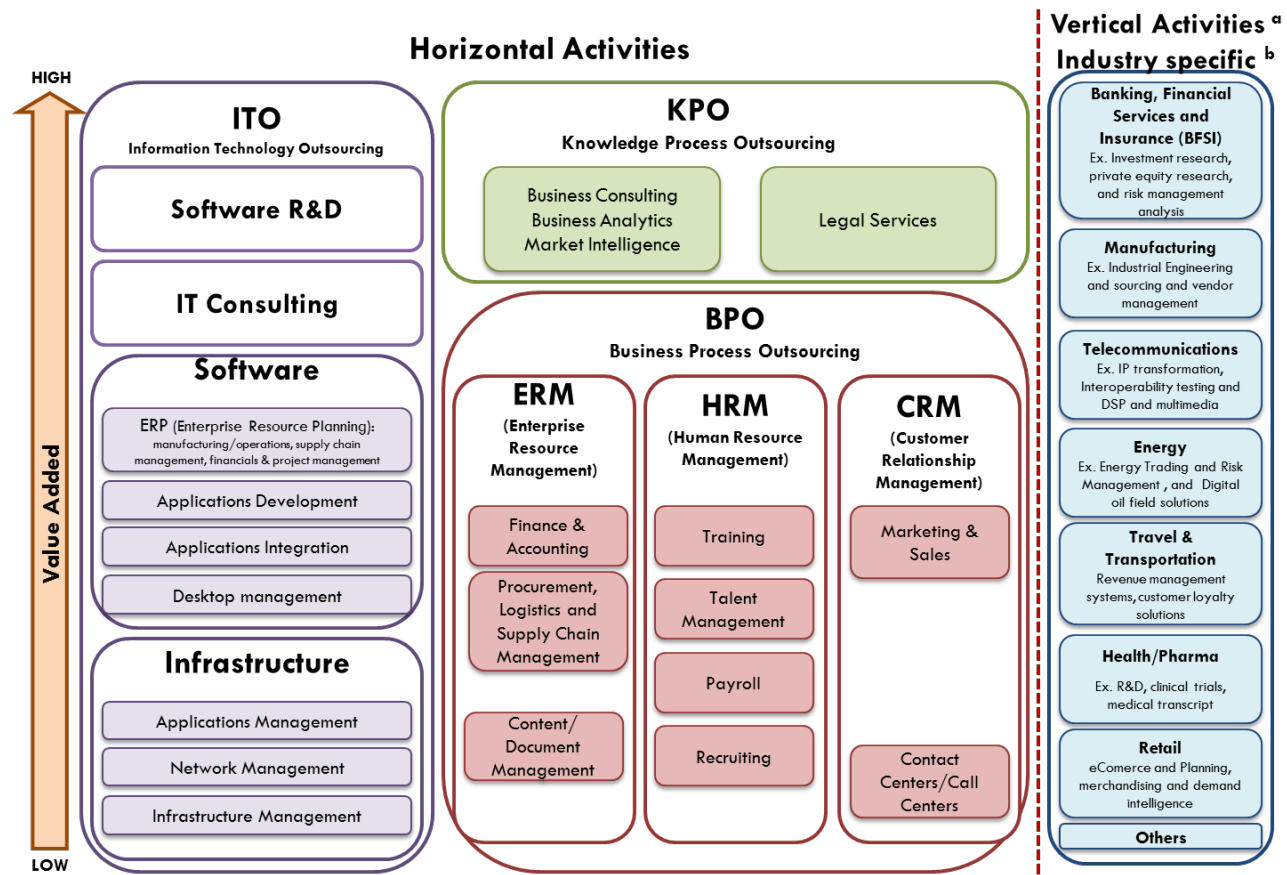 Horizontal Activities
Vertical Activities a
Industry specific b
HIGH
Value Added
LOW
ITO
Information Technology Outsourcing
Software R&D
IT Consulting
Software
ERP (Enterprise Resource Planning):
manufacturing/operations, supply chain
management, financials & project management
Applications Development
Applications Integration
Desktop management
Infrastructure
Applications Management
Network Management
Infrastructure Management
KPO
Knowledge Process Outsourcing
Business Consulting
Business Analytics
Market Intelligence
Legal Services
BPO
Business Process Outsourcing
ERM
(Enterprise
Resource
Management)
Finance &
Accounting
Procurement,
Logistics and
Supply Chain
Management
Content/
Document
Management
HRM
(Human Resource
Management)
Training
Talent
Management
Payroll
Recruiting
CRM
(Customer
Relationship
Management)
Marketing &
Sales
Contact
Centers/Call
Centers
Banking, Financial
Services and
Insurance (BFSI)
Ex. Investment research,
private equity research,
and risk management
analysis
Manufacturing
Ex. Industrial Engineering
and sourcing and vendor
management
Telecommunications
Ex. IP transformation,
Interoperability testing and
DSP and multimedia
Energy
Ex. Energy Trading and Risk
Management , and Digital
oil field solutions
Travel &
Transportation
Revenue management
systems, customer loyalty
solutions
Health/Pharma
Ex. R&D, clinical trials,
medical transcript
Retail
eComerce and Planning,
merchandising and demand
intelligence
Others